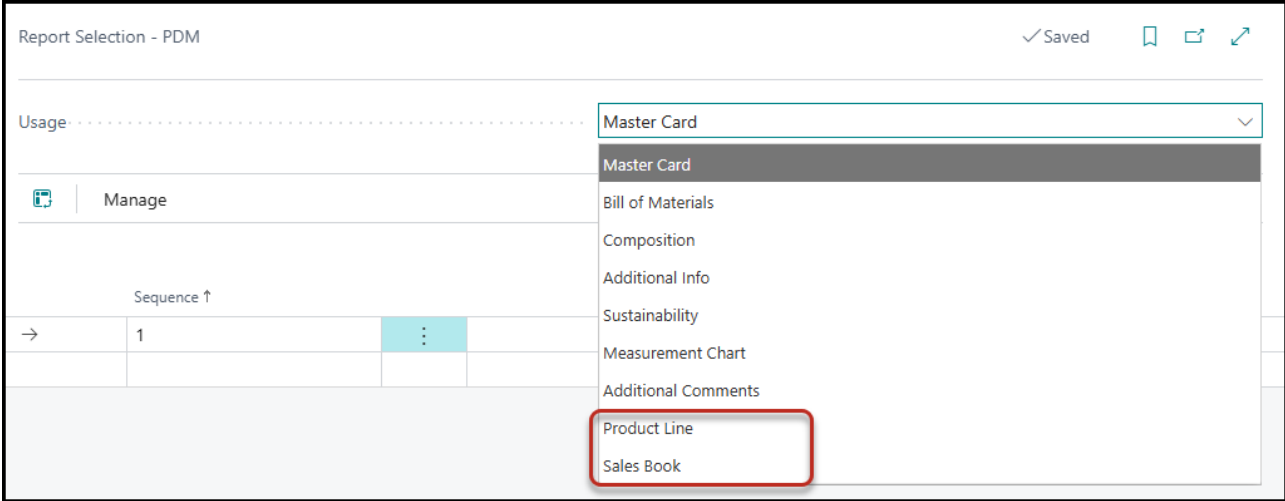 Report Selection - PDM
Saved
Usage
Master Card
Master Card
Manage
Bill of Materials
Composition
Additional Info
Sequence ↑
Sustainability
1
Measurement Chart
Additional Comments
Product Line
Sales Book